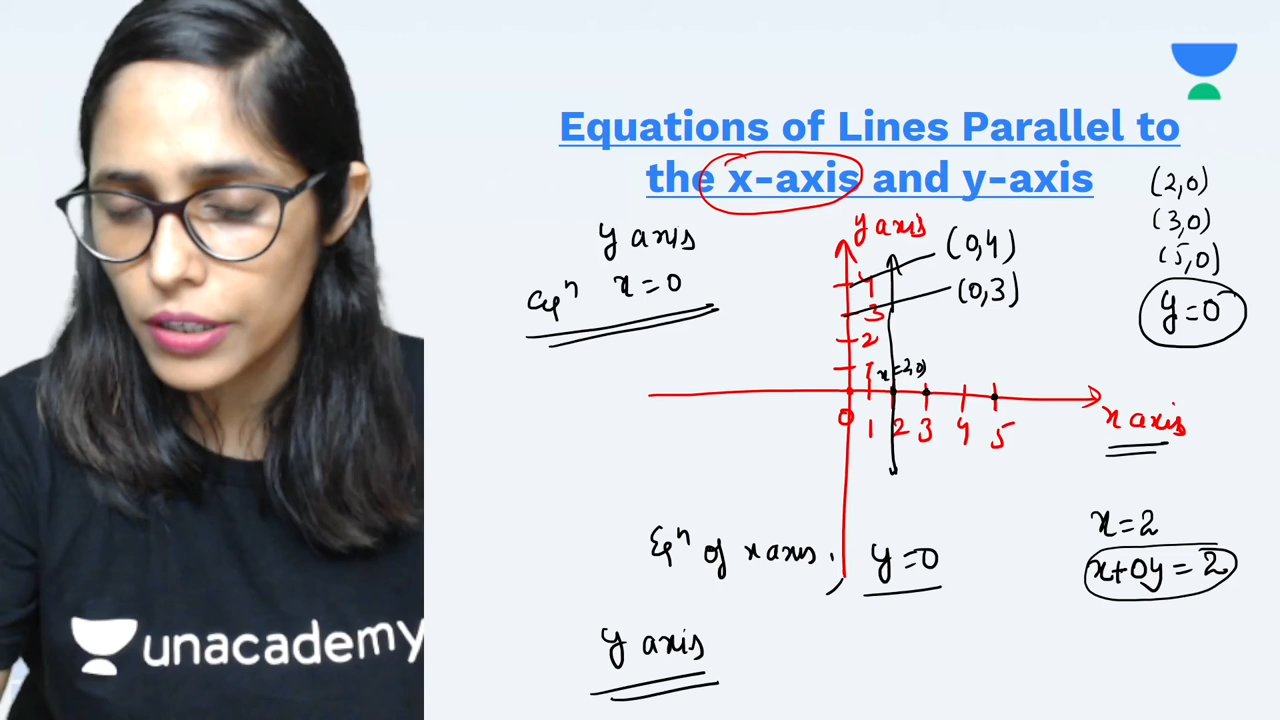 Equations of Lines Parallel to
the x-axis and y-axis
(2,0)
(3,0)
(5,0)
y=0
y axis
Eqn x=0
y axis
(0,4)
(0,3)
4
3
2
1
0 1 2 3 4 5
x axis
Eqn of x axis.
y=0
x=2
x+0y=2
y axis
unacademy